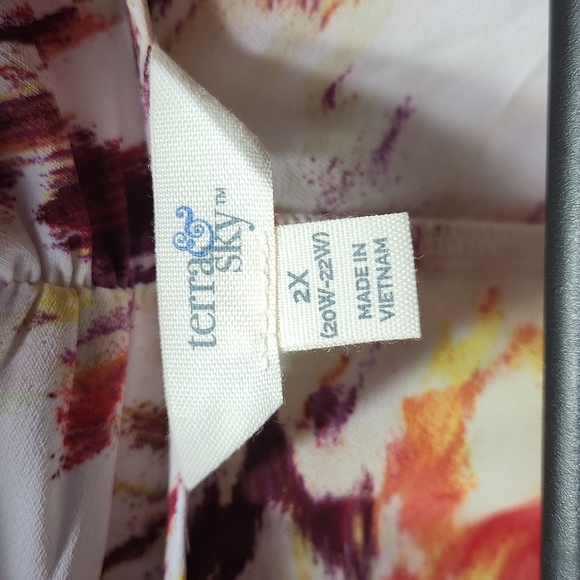 terra &
sky™
2X
(20W-22W)
MADE IN
VIETNAM